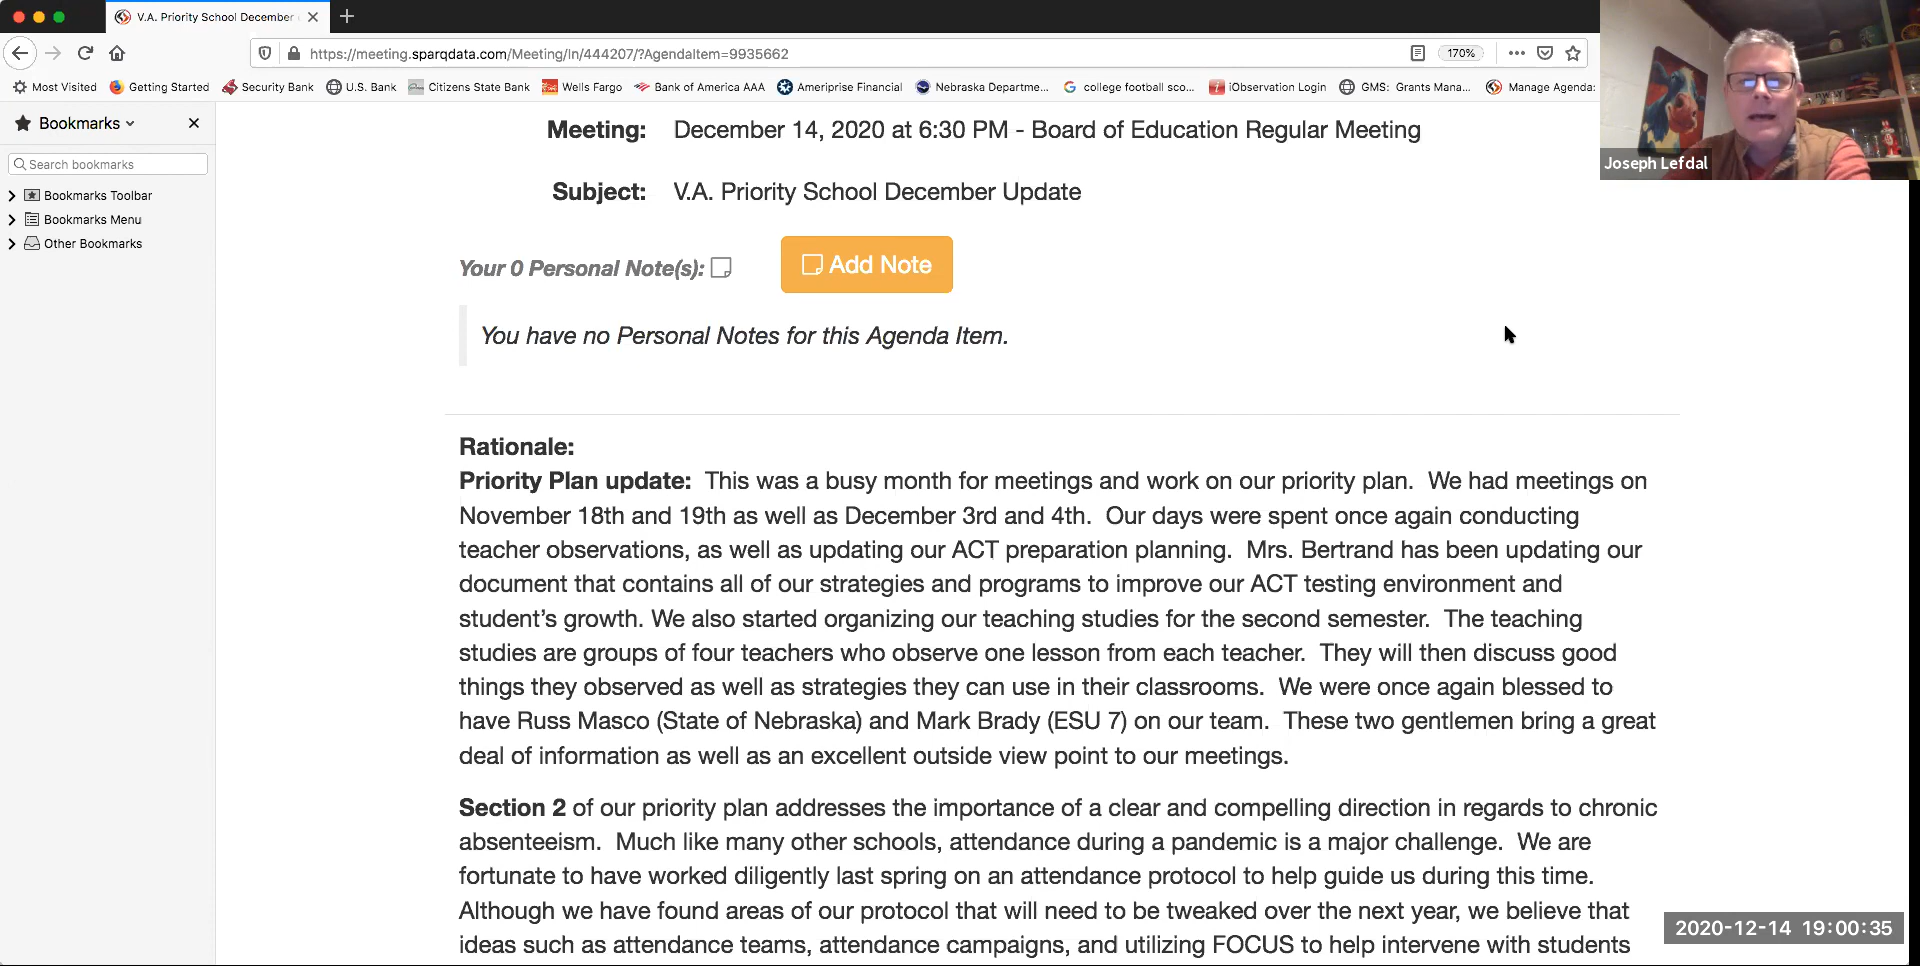 V.A. Priority School December
https://meeting.sparqdata.com/Meeting/In/444207/?AgendaItem=9935662
170%
Most Visited
Getting Started
Security Bank
U.S. Bank
Citizens State Bank
Wells Fargo
Bank of America AAA
Ameriprise Financial
Nebraska Departme...
college football sco...
iObservation Login
GMS: Grants Mana...
Manage Agenda:
Bookmarks
Search bookmarks
Bookmarks Toolbar
Bookmarks Menu
Other Bookmarks
Joseph Lefdal
Meeting: December 14, 2020 at 6:30 PM - Board of Education Regular Meeting
Subject: V.A. Priority School December Update
Your 0 Personal Note(s):
Add Note
You have no Personal Notes for this Agenda Item.
Rationale:
Priority Plan update: This was a busy month for meetings and work on our priority plan. We had meetings on
November 18th and 19th as well as December 3rd and 4th. Our days were spent once again conducting
teacher observations, as well as updating our ACT preparation planning. Mrs. Bertrand has been updating our
document that contains all of our strategies and programs to improve our ACT testing environment and
student’s growth. We also started organizing our teaching studies for the second semester. The teaching
studies are groups of four teachers who observe one lesson from each teacher. They will then discuss good
things they observed as well as strategies they can use in their classrooms. We were once again blessed to
have Russ Masco (State of Nebraska) and Mark Brady (ESU 7) on our team. These two gentlemen bring a great
deal of information as well as an excellent outside view point to our meetings.
Section 2 of our priority plan addresses the importance of a clear and compelling direction in regards to chronic
absenteeism. Much like many other schools, attendance during a pandemic is a major challenge. We are
fortunate to have worked diligently last spring on an attendance protocol to help guide us during this time.
Although we have found areas of our protocol that will need to be tweaked over the next year, we believe that
ideas such as attendance teams, attendance campaigns, and utilizing FOCUS to help intervene with students
2020-12-14 19:00:35